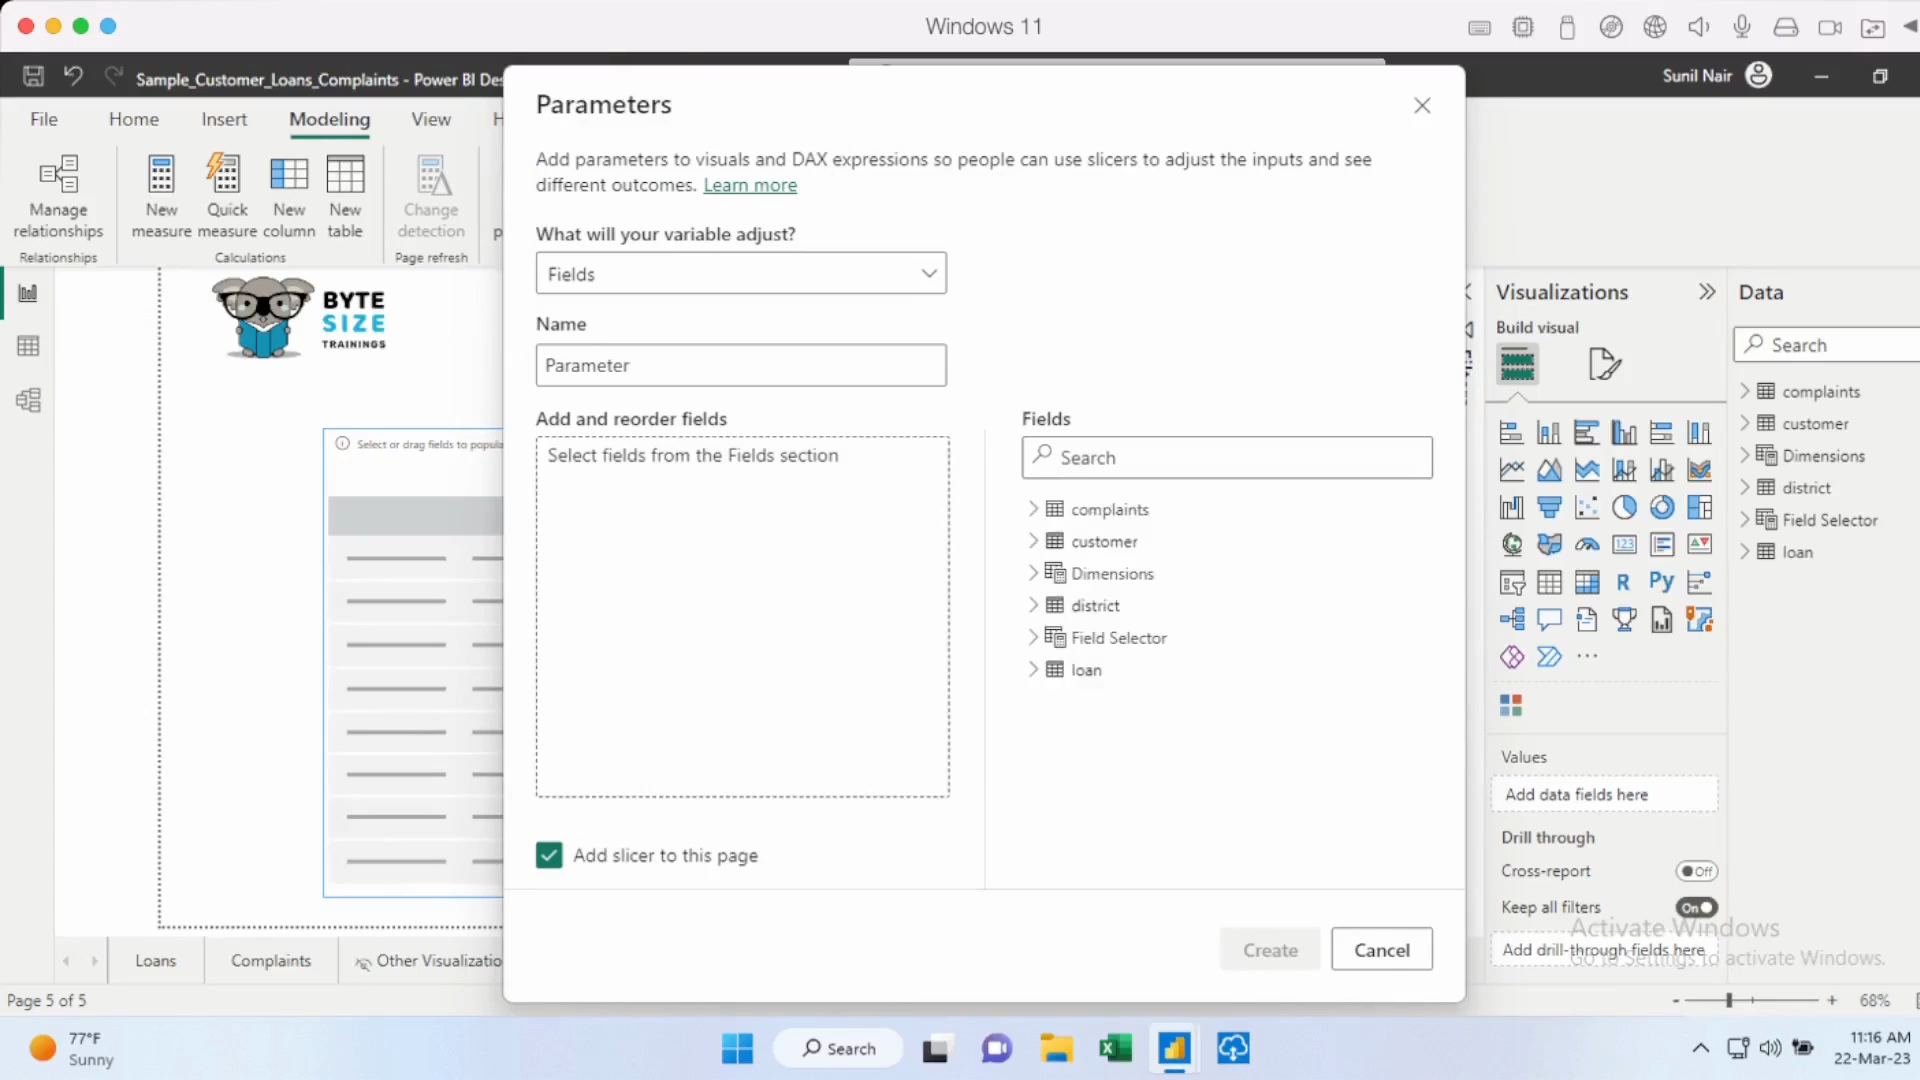 Windows 11
Sample_Customer_Loans_Complaints - Power BI Des
Sunil Nair
File
Home
Insert
Modeling
View
H
Manage
relationships
New
measure
Quick
measure
New
column
New
table
Change
detection
p
Relationships
Calculations
Page refresh
BYTE
SIZE
TRAININGS
Select or drag fields to popula
Parameters
Add parameters to visuals and DAX expressions so people can use slicers to adjust the inputs and see
different outcomes. Learn more
What will your variable adjust?
Fields
Name
Parameter
Add and reorder fields
Select fields from the Fields section
Fields
Search
complaints
customer
Dimensions
district
Field Selector
loan
Add slicer to this page
Create
Cancel
Visualizations
Build visual
123
R
Py
Values
Add data fields here
Drill through
Cross-report
Off
Keep all filters
On
Add drill-through fields here
Data
Search
complaints
customer
Dimensions
district
Field Selector
loan
Activate Windows
Go to Settings to activate Windows.
Loans
Complaints
Other Visualizatio
Page 5 of 5
68%
77°F
Sunny
Search
11:16 AM
22-Mar-23